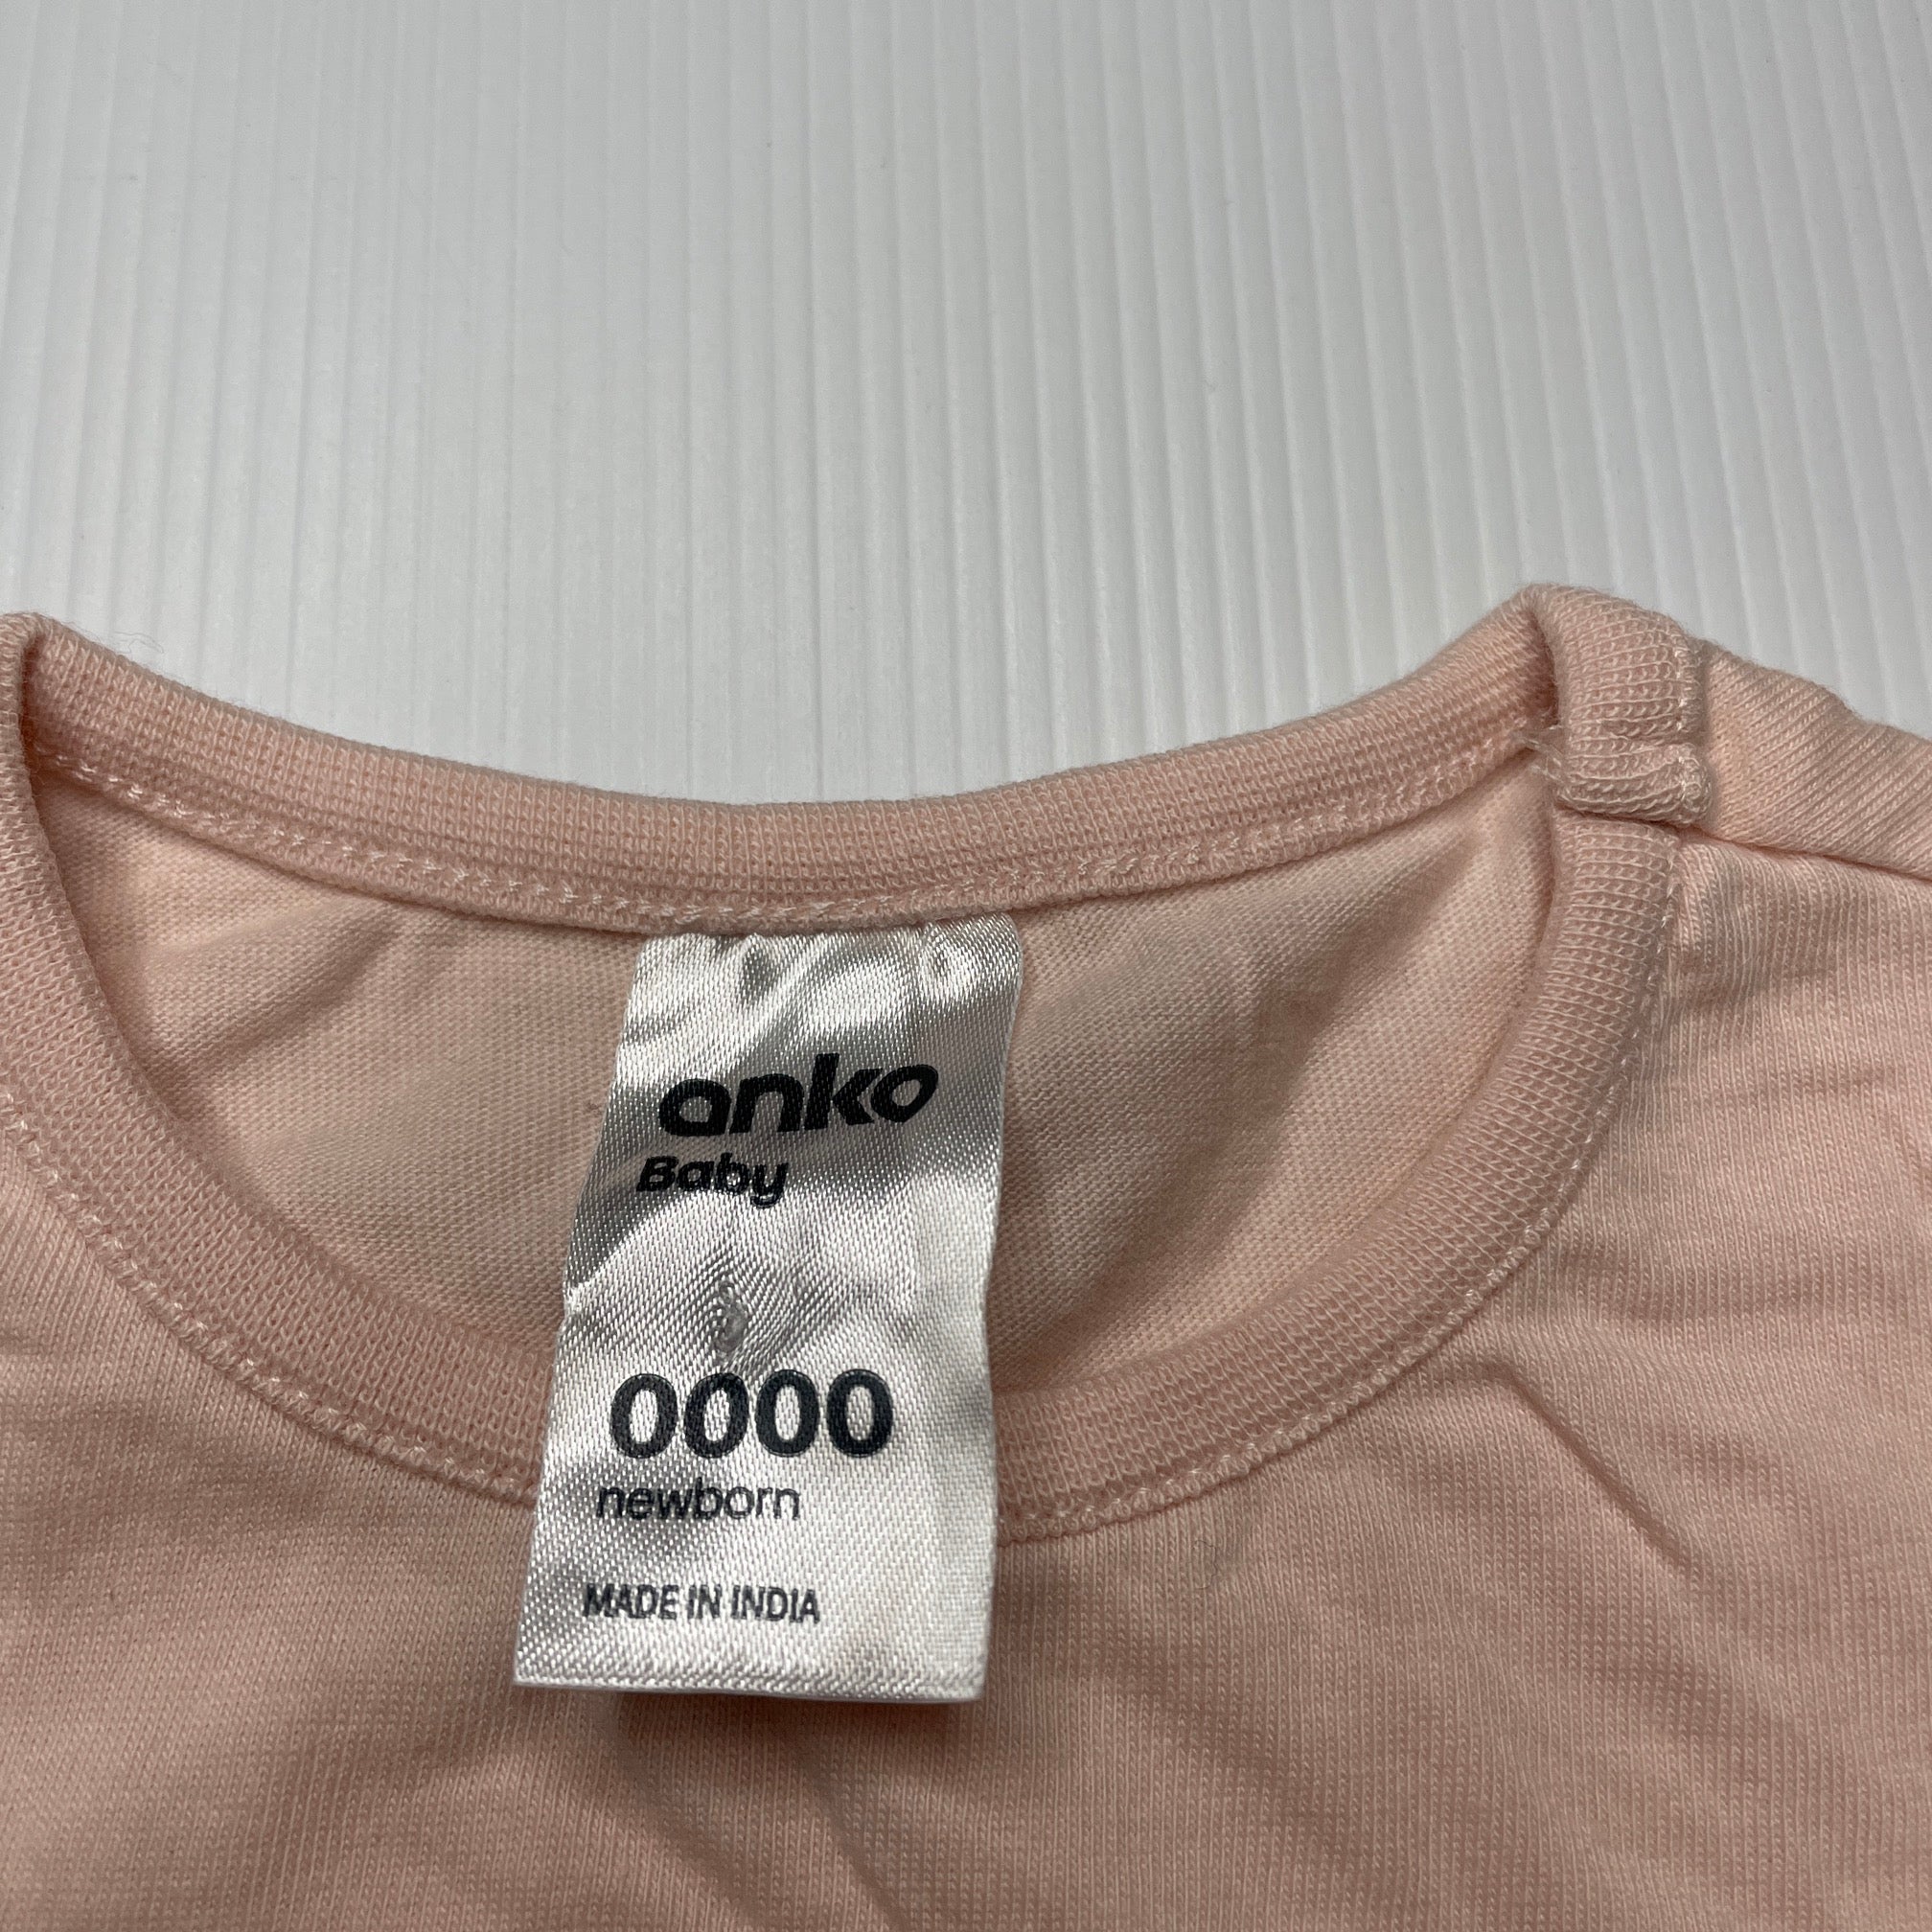 anko
Baby
0000
newborn
MADE IN INDIA